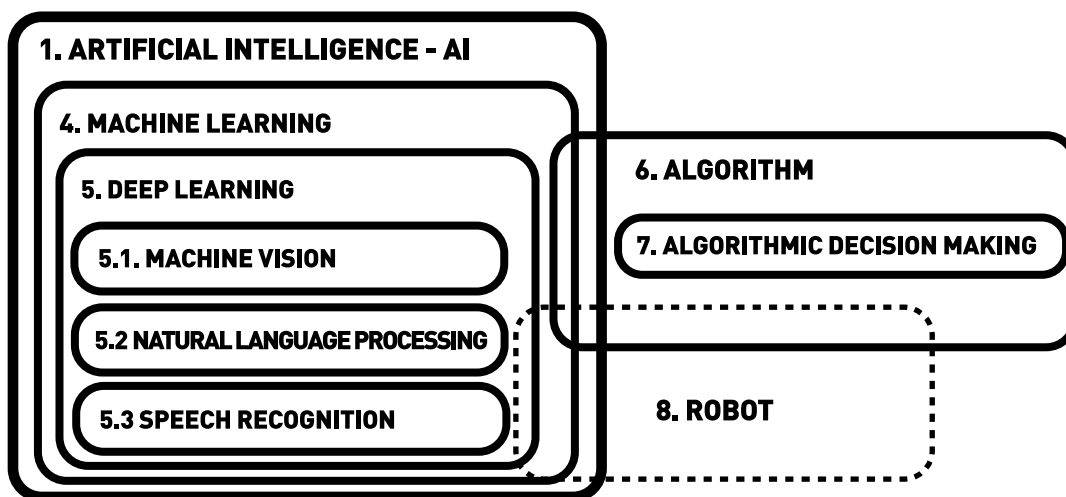 1. ARTIFICIAL INTELLIGENCE - AI
4. MACHINE LEARNING
5. DEEP LEARNING
5.1. MACHINE VISION
5.2 NATURAL LANGUAGE PROCESSING
5.3 SPEECH RECOGNITION
6. ALGORITHM
7. ALGORITHMIC DECISION MAKING
8. ROBOT